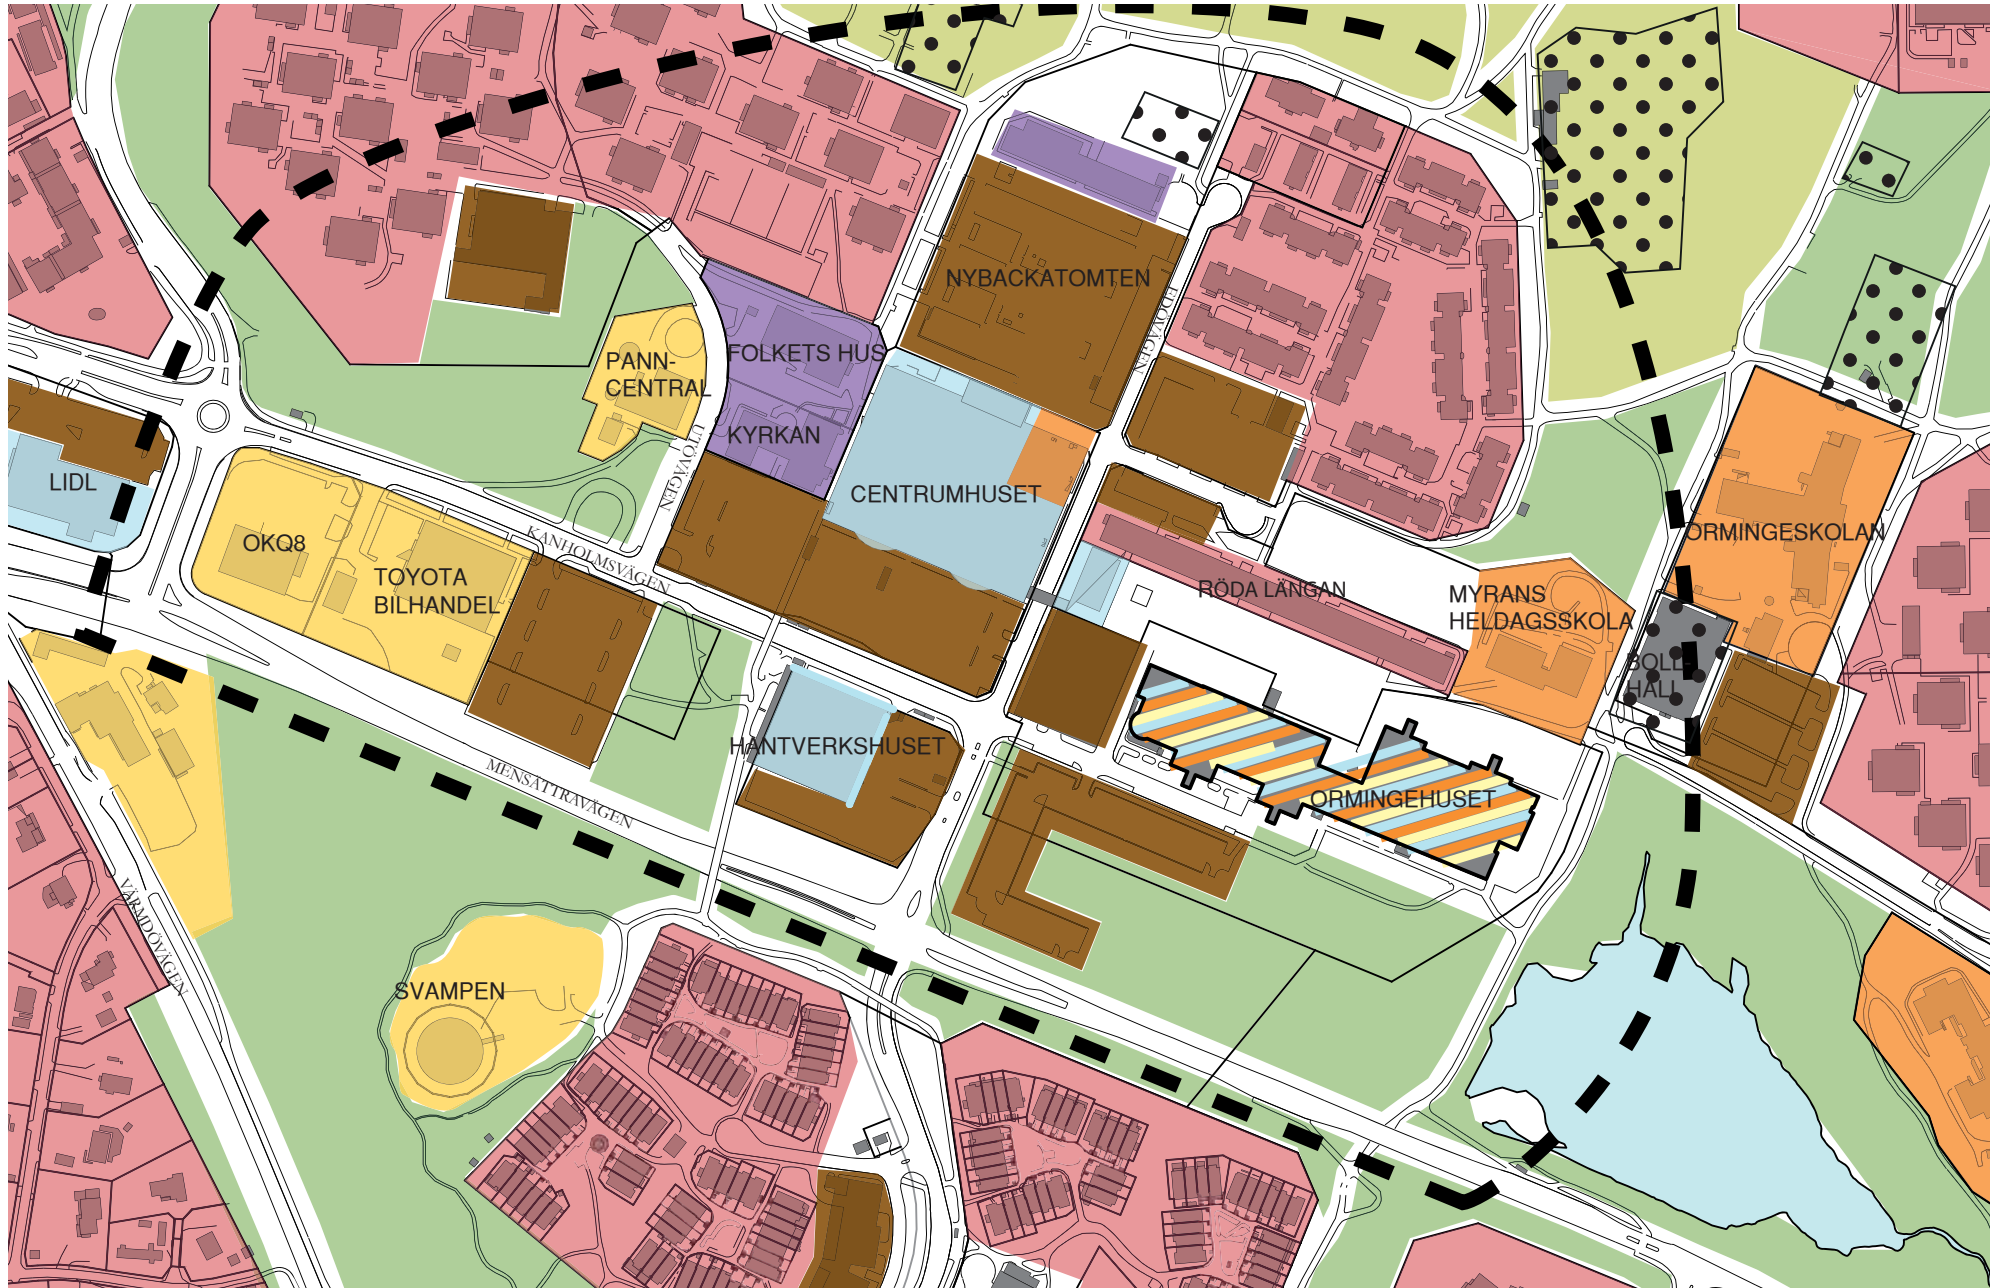 NYBACKATOMTEN
EDÖVÄGEN
FOLKETS HUS
PANN-
CENTRAL
KYRKAN
UTÖVÄGEN
LIDL
CENTRUMHUSET
OKQ8
KANHOLMSVÄGEN
TOYOTA
BILHANDEL
ORMINGESKOLAN
RÖDA LÄNGAN
MYRANS
HELDAGSSKOLA
BOLL-
HALL
HANTVERKSHUSET
MENSÄTTRAVÄGEN
ORMINGEHUSET
VÄRMDÖVÄGEN
SVAMPEN